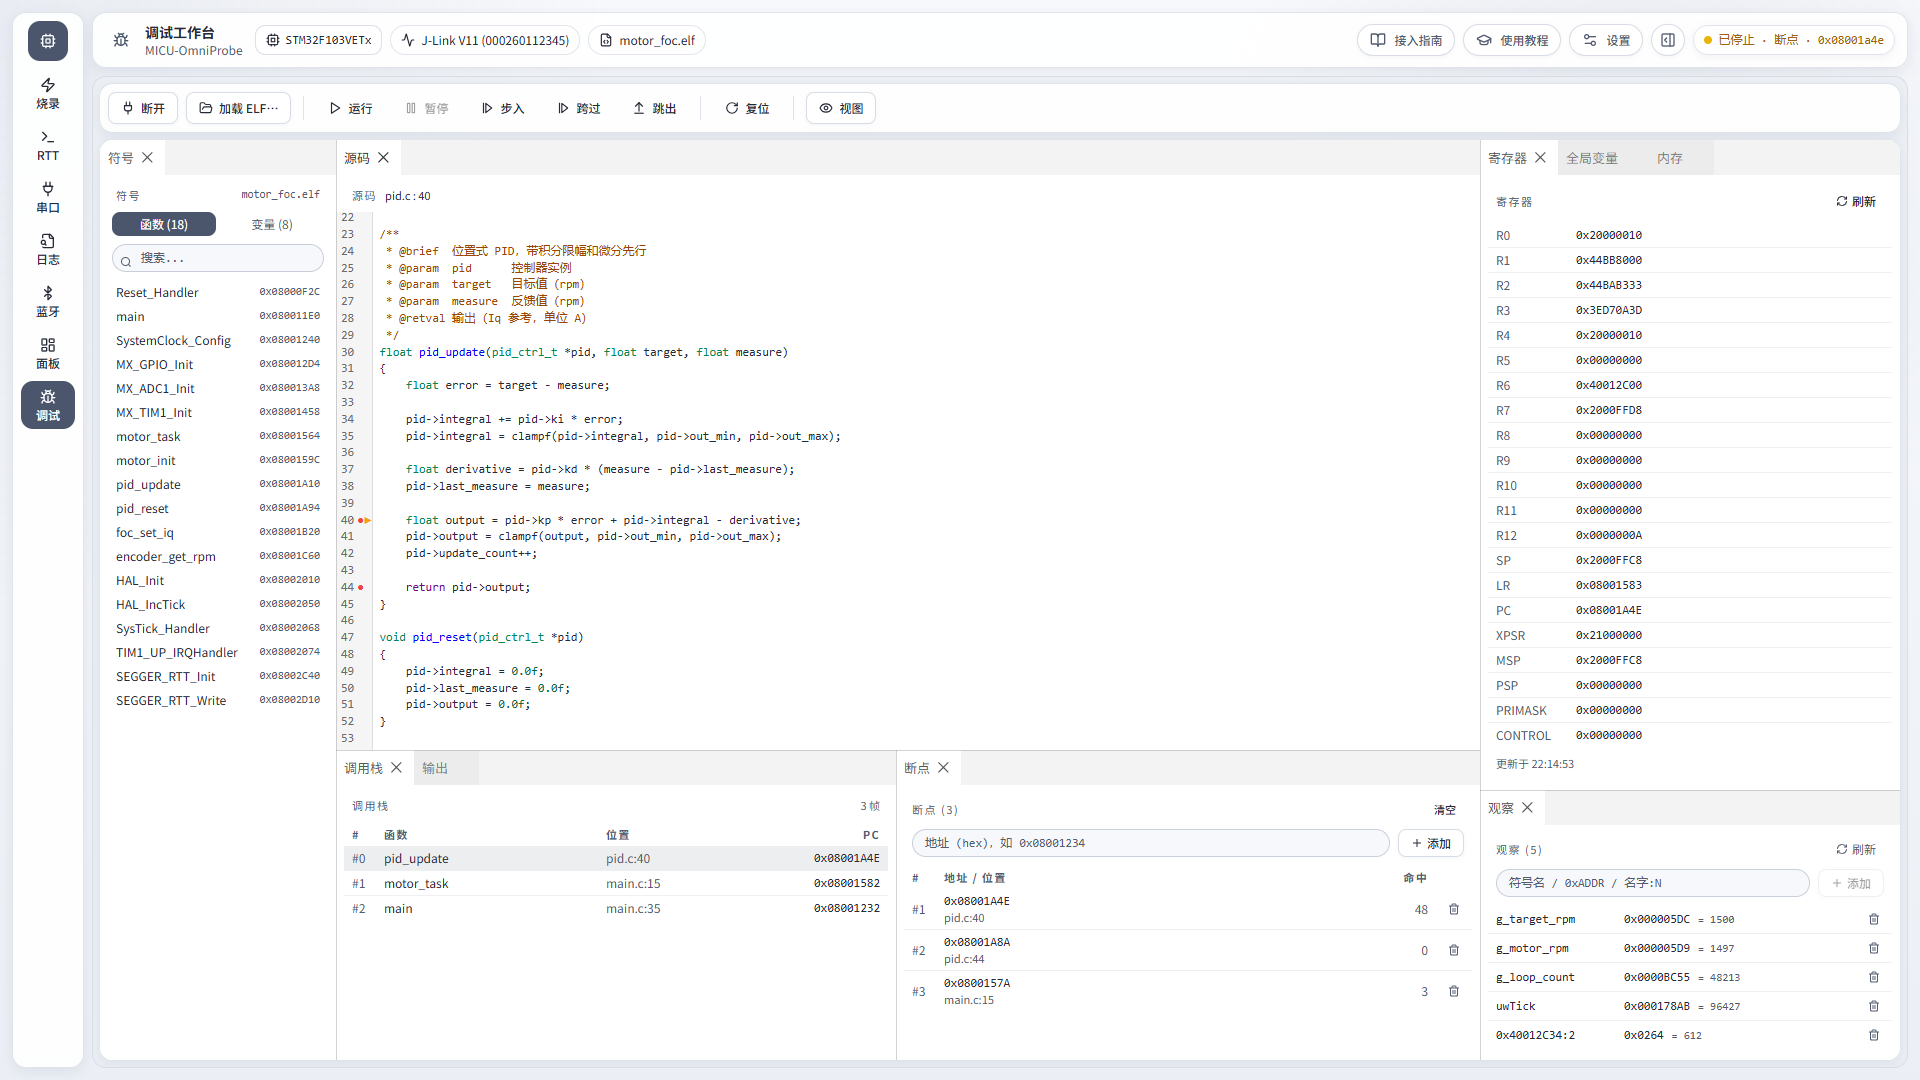 调试工作台
MICU-OmniProbe
STM32F103VETx
J-Link V11 (000260112345)
motor_foc.elf
接入指南
使用教程
设置
已停止 · 断点 · 0x08001a4e
烧录
RTT
串口
日志
蓝牙
面板
调试
断开
加载 ELF…
运行
暂停
步入
跨过
跳出
复位
视图
符号
符号 motor_foc.elf
函数 (18) 变量 (8)
搜索...
Reset_Handler 0x08000F2C
main 0x080011E0
SystemClock_Config 0x08001240
MX_GPIO_Init 0x080012D4
MX_ADC1_Init 0x080013A8
MX_TIM1_Init 0x08001458
motor_task 0x08001564
motor_init 0x0800159C
pid_update 0x08001A10
pid_reset 0x08001A94
foc_set_iq 0x08001B20
encoder_get_rpm 0x08001C60
HAL_Init 0x08002010
HAL_IncTick 0x08002050
SysTick_Handler 0x08002068
TIM1_UP_IRQHandler 0x08002074
SEGGER_RTT_Init 0x08002C40
SEGGER_RTT_Write 0x08002D10
源码
源码 pid.c:40
22
23 /**
24  * @brief  位置式 PID，带积分限幅和微分先行
25  * @param  pid      控制器实例
26  * @param  target   目标值 (rpm)
27  * @param  measure  反馈值 (rpm)
28  * @retval 输出 (Iq 参考，单位 A)
29  */
30 float pid_update(pid_ctrl_t *pid, float target, float measure)
31 {
32     float error = target - measure;
33
34     pid->integral += pid->ki * error;
35     pid->integral = clampf(pid->integral, pid->out_min, pid->out_max);
36
37     float derivative = pid->kd * (measure - pid->last_measure);
38     pid->last_measure = measure;
39
40     float output = pid->kp * error + pid->integral - derivative;
41     pid->output = clampf(output, pid->out_min, pid->out_max);
42     pid->update_count++;
43
44     return pid->output;
45 }
46
47 void pid_reset(pid_ctrl_t *pid)
48 {
49     pid->integral = 0.0f;
50     pid->last_measure = 0.0f;
51     pid->output = 0.0f;
52 }
53
调用栈 输出
调用栈 3 帧
# 函数 位置 PC
#0 pid_update pid.c:40 0x08001A4E
#1 motor_task main.c:15 0x08001582
#2 main main.c:35 0x08001232
断点
断点 (3) 清空
地址 (hex)，如 0x08001234 添加
# 地址 / 位置 命中
#1 0x08001A4E 48
pid.c:40
#2 0x08001A8A 0
pid.c:44
#3 0x0800157A 3
main.c:15
寄存器 全局变量 内存
寄存器 刷新
R0 0x20000010
R1 0x44BB8000
R2 0x44BAB333
R3 0x3ED70A3D
R4 0x20000010
R5 0x00000000
R6 0x40012C00
R7 0x2000FFD8
R8 0x00000000
R9 0x00000000
R10 0x00000000
R11 0x00000000
R12 0x0000000A
SP 0x2000FFC8
LR 0x08001583
PC 0x08001A4E
XPSR 0x21000000
MSP 0x2000FFC8
PSP 0x00000000
PRIMASK 0x00000000
CONTROL 0x00000000
更新于 22:14:53
观察
观察 (5) 刷新
符号名 / 0xADDR / 名字:N 添加
g_target_rpm 0x000005DC = 1500
g_motor_rpm 0x000005D9 = 1497
g_loop_count 0x0000BC55 = 48213
uwTick 0x000178AB = 96427
0x40012C34:2 0x0264 = 612